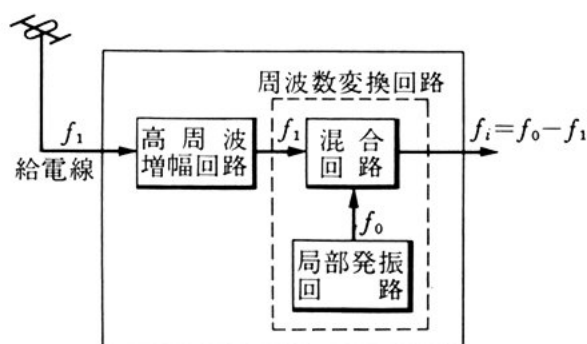 周波数変換回路
f₁
給電線
高周波
増幅回路
f₁
混合
回路
fᵢ=f₀−f₁
f₀
局部発振
回路